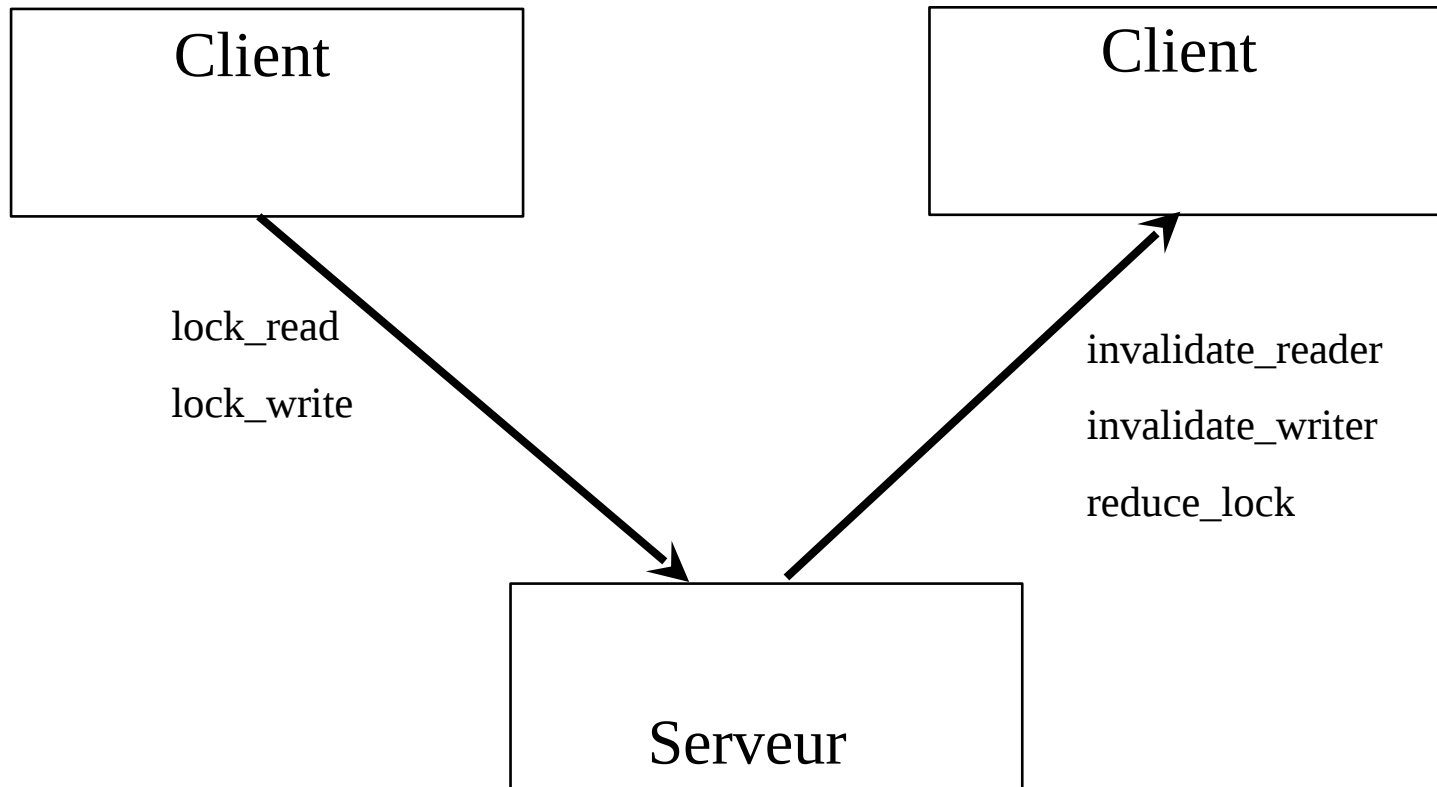 Client
Client
lock_read
lock_write
invalidate_reader
invalidate_writer
reduce_lock
Serveur